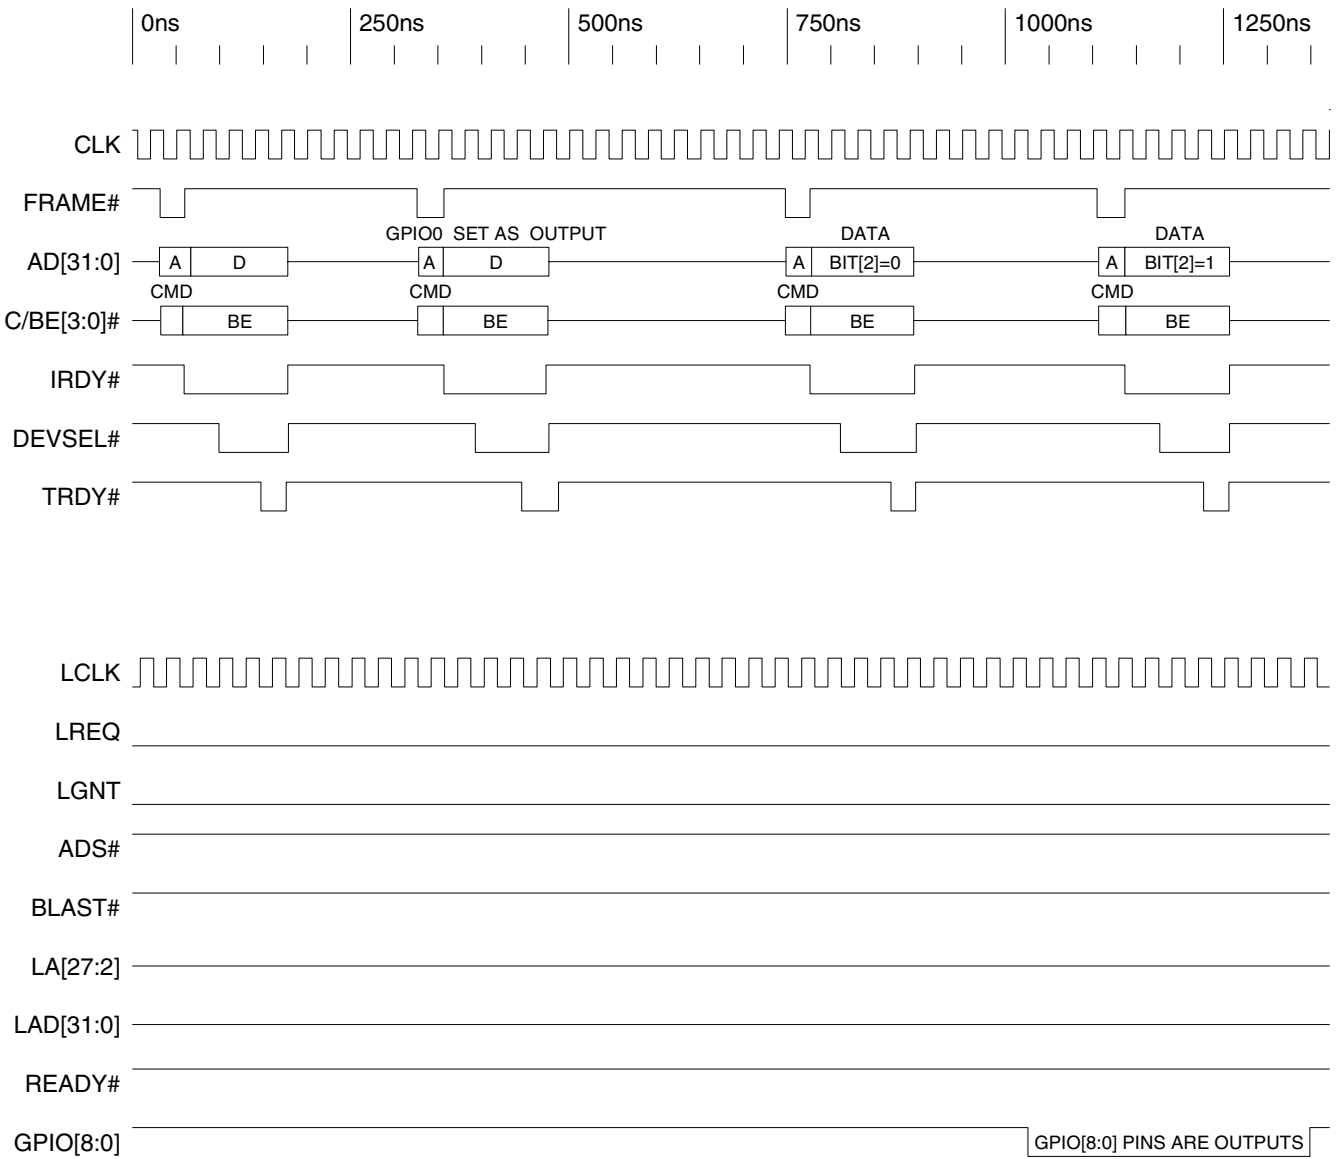 0ns 250ns 500ns 750ns 1000ns 1250ns
CLK
FRAME#
GPIO0 SET AS OUTPUT DATA DATA
AD[31:0] A D A D A BIT[2]=0 A BIT[2]=1
CMD CMD CMD CMD
C/BE[3:0]# BE BE BE BE
IRDY#
DEVSEL#
TRDY#
LCLK
LREQ
LGNT
ADS#
BLAST#
LA[27:2]
LAD[31:0]
READY#
GPIO[8:0] GPIO[8:0] PINS ARE OUTPUTS